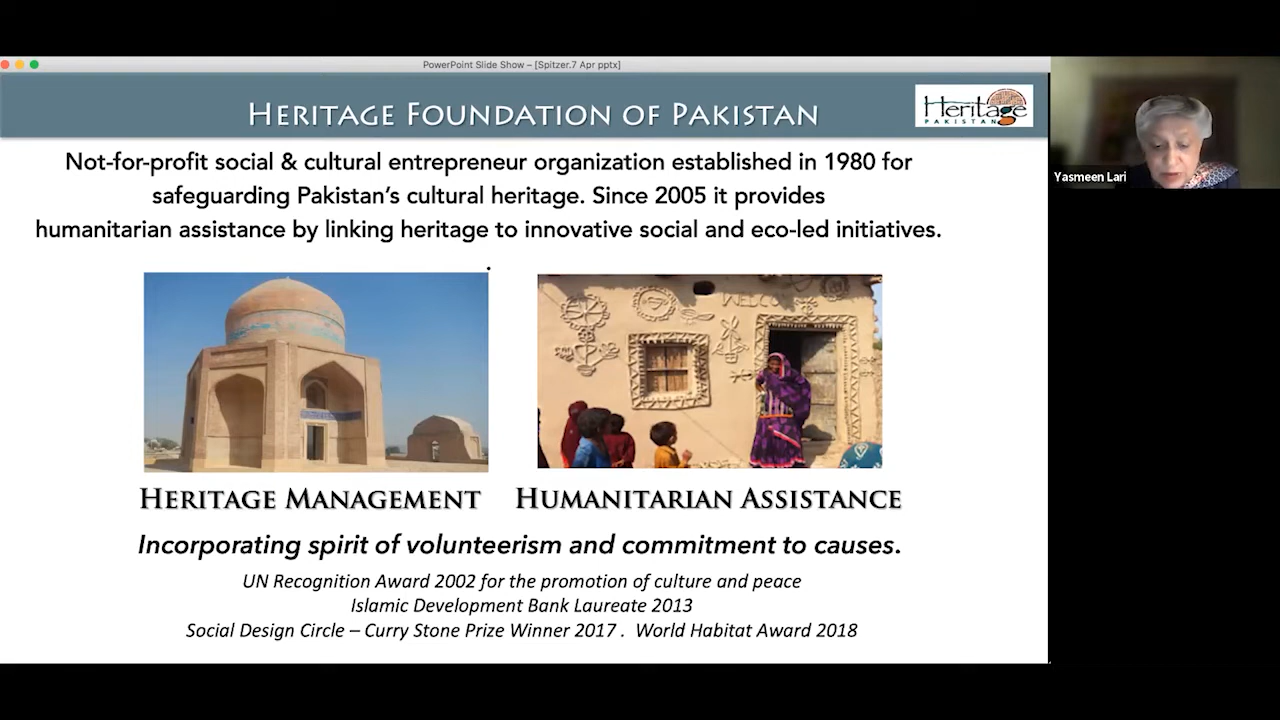 PowerPoint Slide Show – [Spitzer.7 Apr pptx]
HERITAGE FOUNDATION OF PAKISTAN
Heritage
PAKISTAN
Not-for-profit social & cultural entrepreneur organization established in 1980 for
safeguarding Pakistan's cultural heritage. Since 2005 it provides
humanitarian assistance by linking heritage to innovative social and eco-led initiatives.
Yasmeen Lari
WELCO
HERITAGE MANAGEMENT
HUMANITARIAN ASSISTANCE
Incorporating spirit of volunteerism and commitment to causes.
UN Recognition Award 2002 for the promotion of culture and peace
Islamic Development Bank Laureate 2013
Social Design Circle – Curry Stone Prize Winner 2017 . World Habitat Award 2018